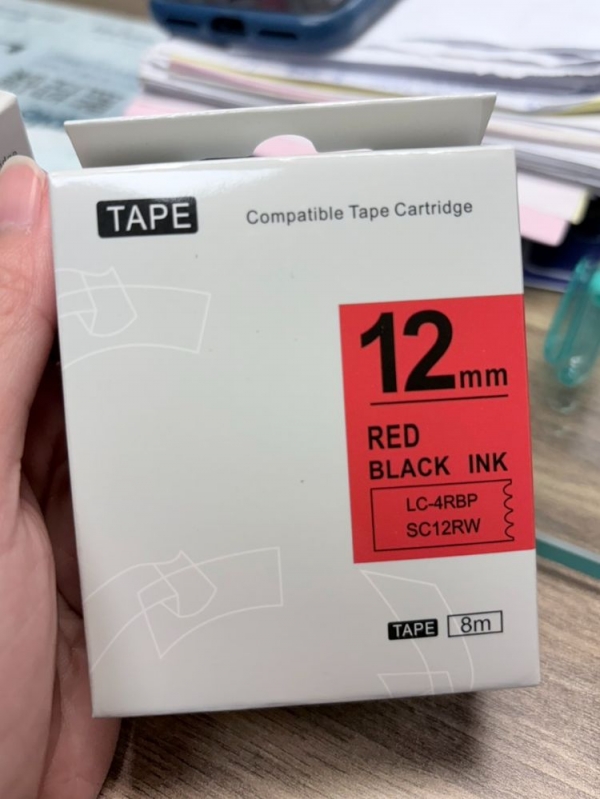 TAPE
Compatible Tape Cartridge
12mm
RED
BLACK INK
LC-4RBP
SC12RW
TAPE 8m